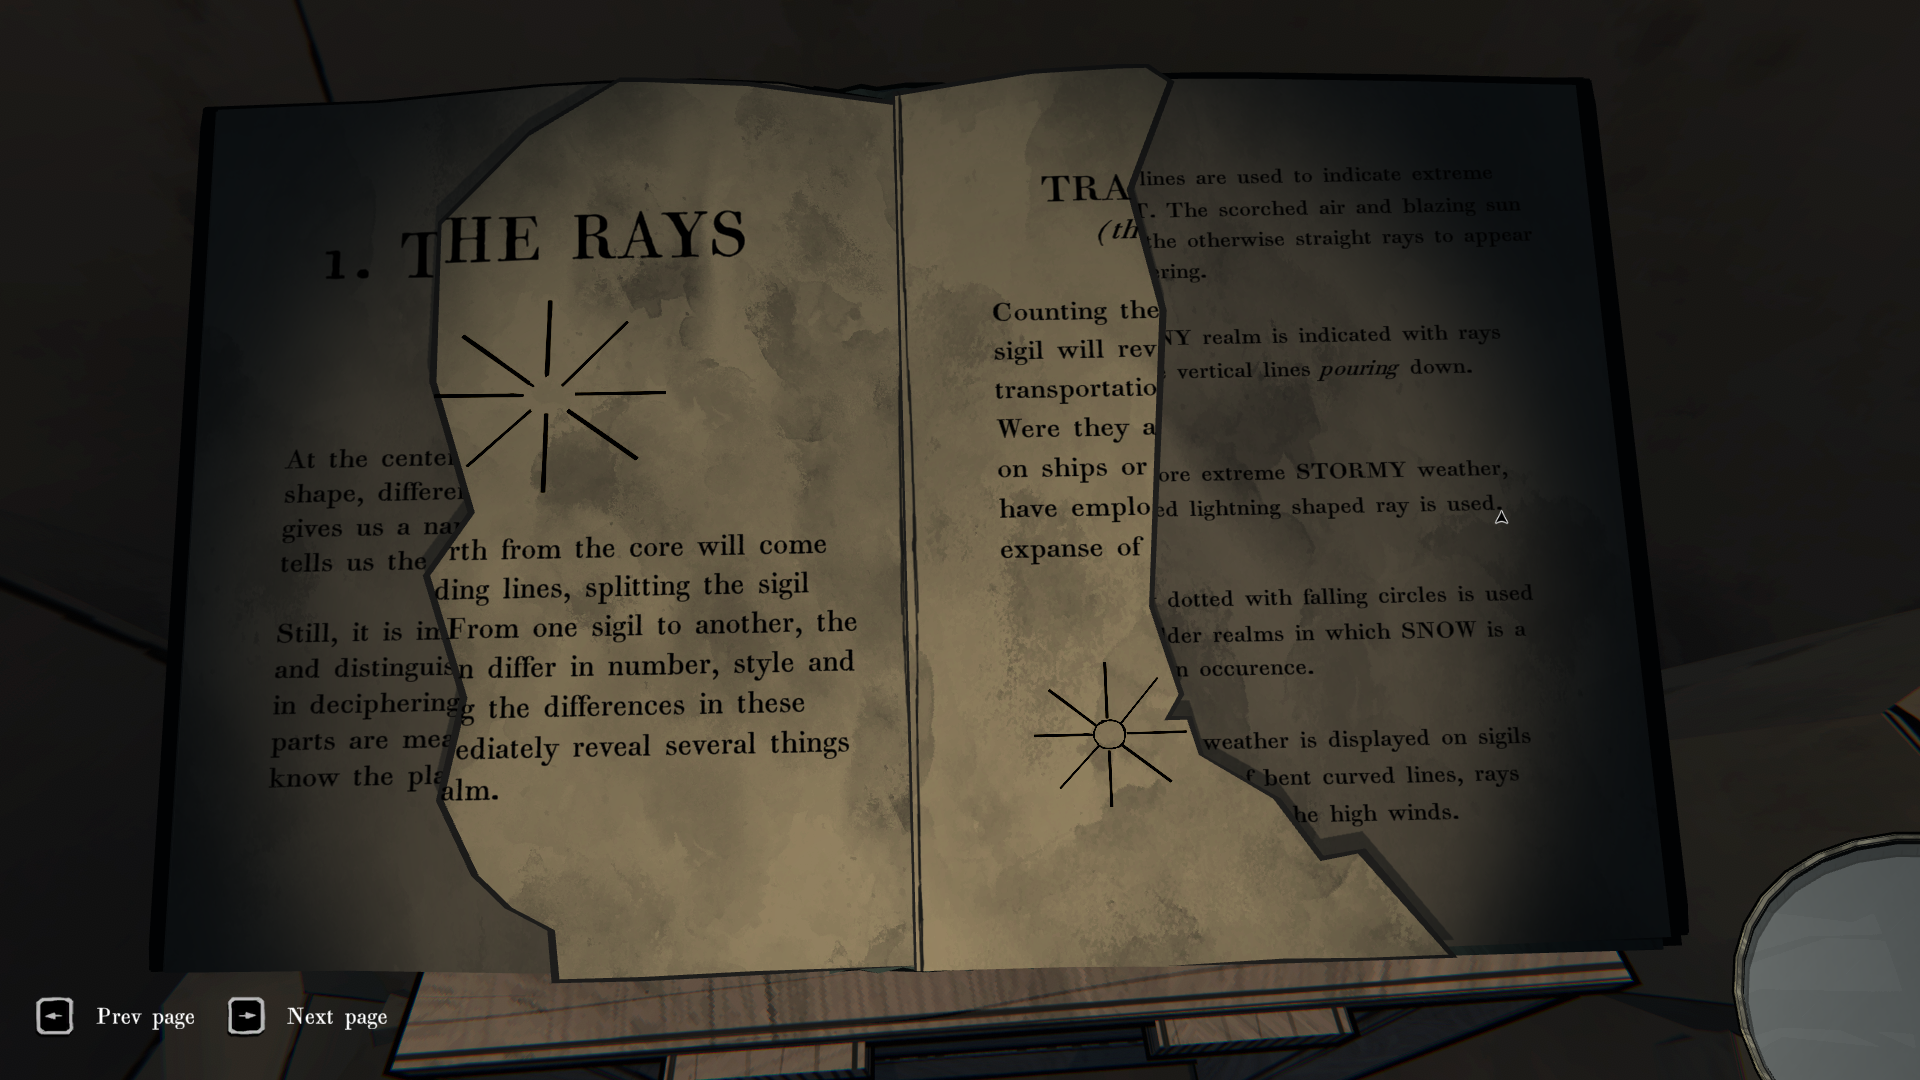 1. THE RAYS
At the center
shape, differe
gives us a na
tells us the
rth from the core will come
ding lines, splitting the sigil
Still, it is in From one sigil to another, the
and distinguis n differ in number, style and
in deciphering g the differences in these
parts are mea ediately reveal several things
know the pla alm.
TRA
(th
Counting the
sigil will rev
transportatio
Were they a
on ships or
have emplo
expanse of
lines are used to indicate extreme
T. The scorched air and blazing sun
the otherwise straight rays to appear
ering.
NY realm is indicated with rays
vertical lines pouring down.
ore extreme STORMY weather,
ed lightning shaped ray is used.
dotted with falling circles is used
lder realms in which SNOW is a
n occurence.
weather is displayed on sigils
f bent curved lines, rays
he high winds.
Prev page
Next page